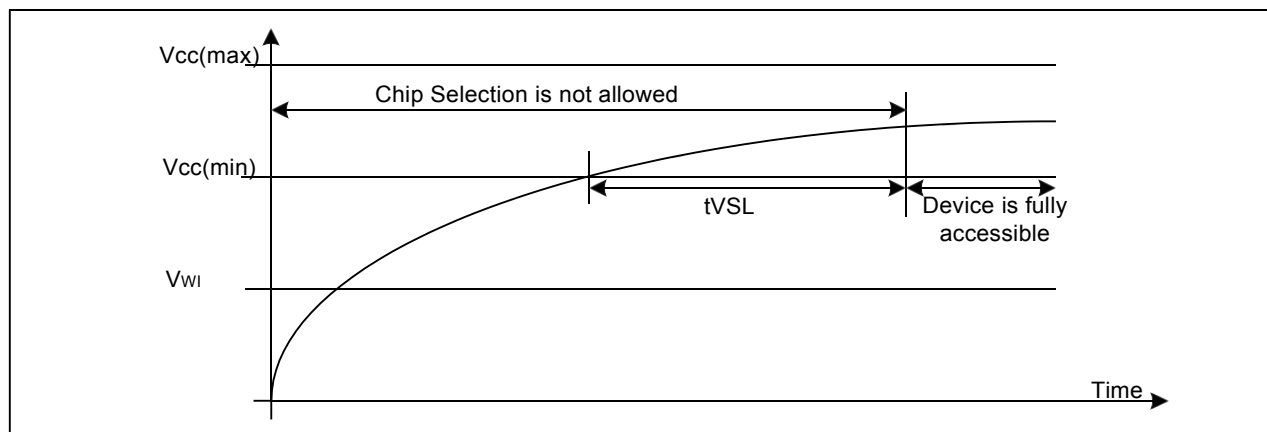 Vcc(max)
Chip Selection is not allowed
Vcc(min)
tVSL
Device is fully
accessible
VWI
Time